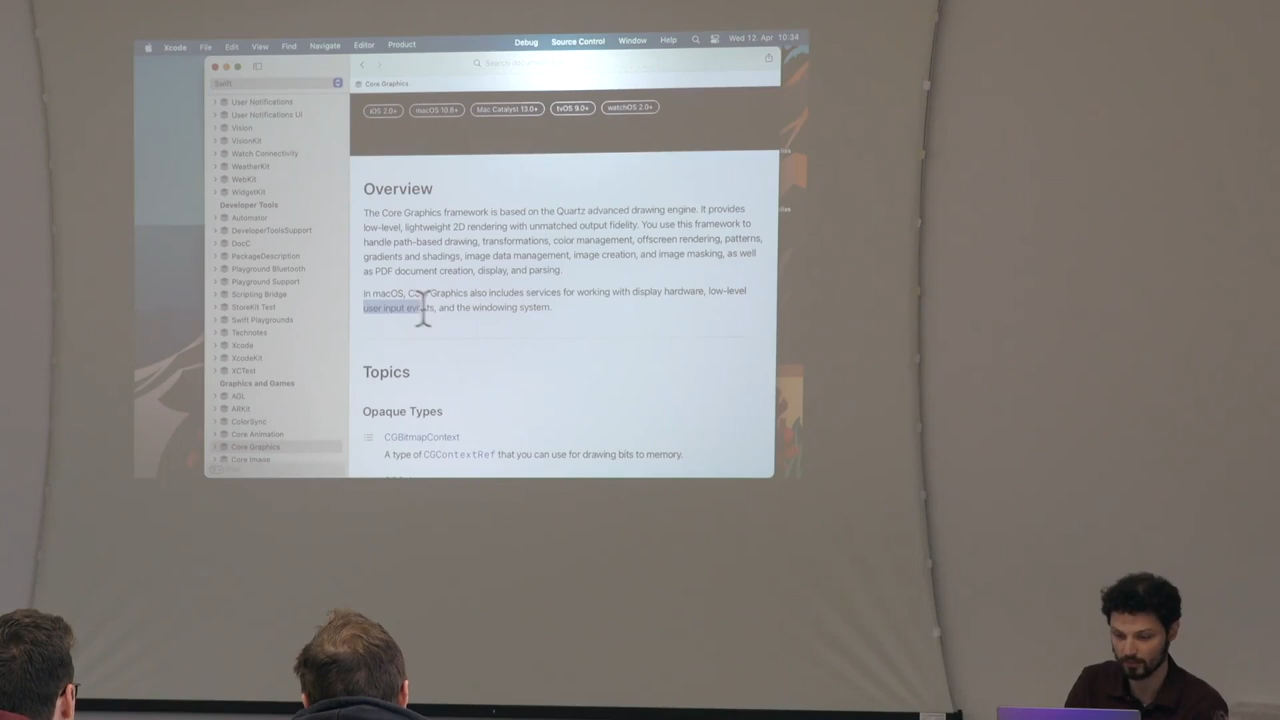 Xcode File Edit View Find Navigate Editor Product Debug Source Control Window Help Wed 12. Apr 10:34
Swift
User Notifications
User Notifications UI
Vision
VisionKit
Watch Connectivity
WeatherKit
WebKit
WidgetKit
Developer Tools
Automator
DeveloperToolsSupport
DocC
PackageDescription
Playground Bluetooth
Playground Support
Scripting Bridge
StoreKit Test
Swift Playgrounds
Technotes
Xcode
XcodeKit
XCTest
Graphics and Games
AGL
ARKit
ColorSync
Core Animation
Core Graphics
Core Image
Search
Core Graphics
iOS 2.0+ macOS 10.8+ Mac Catalyst 13.0+ tvOS 9.0+ watchOS 2.0+
Overview
The Core Graphics framework is based on the Quartz advanced drawing engine. It provides
low-level, lightweight 2D rendering with unmatched output fidelity. You use this framework to
handle path-based drawing, transformations, color management, offscreen rendering, patterns,
gradients and shadings, image data management, image creation, and image masking, as well
as PDF document creation, display, and parsing.
In macOS, Core Graphics also includes services for working with display hardware, low-level
user input events, and the windowing system.
Topics
Opaque Types
CGBitmapContext
A type of CGContextRef that you can use for drawing bits to memory.